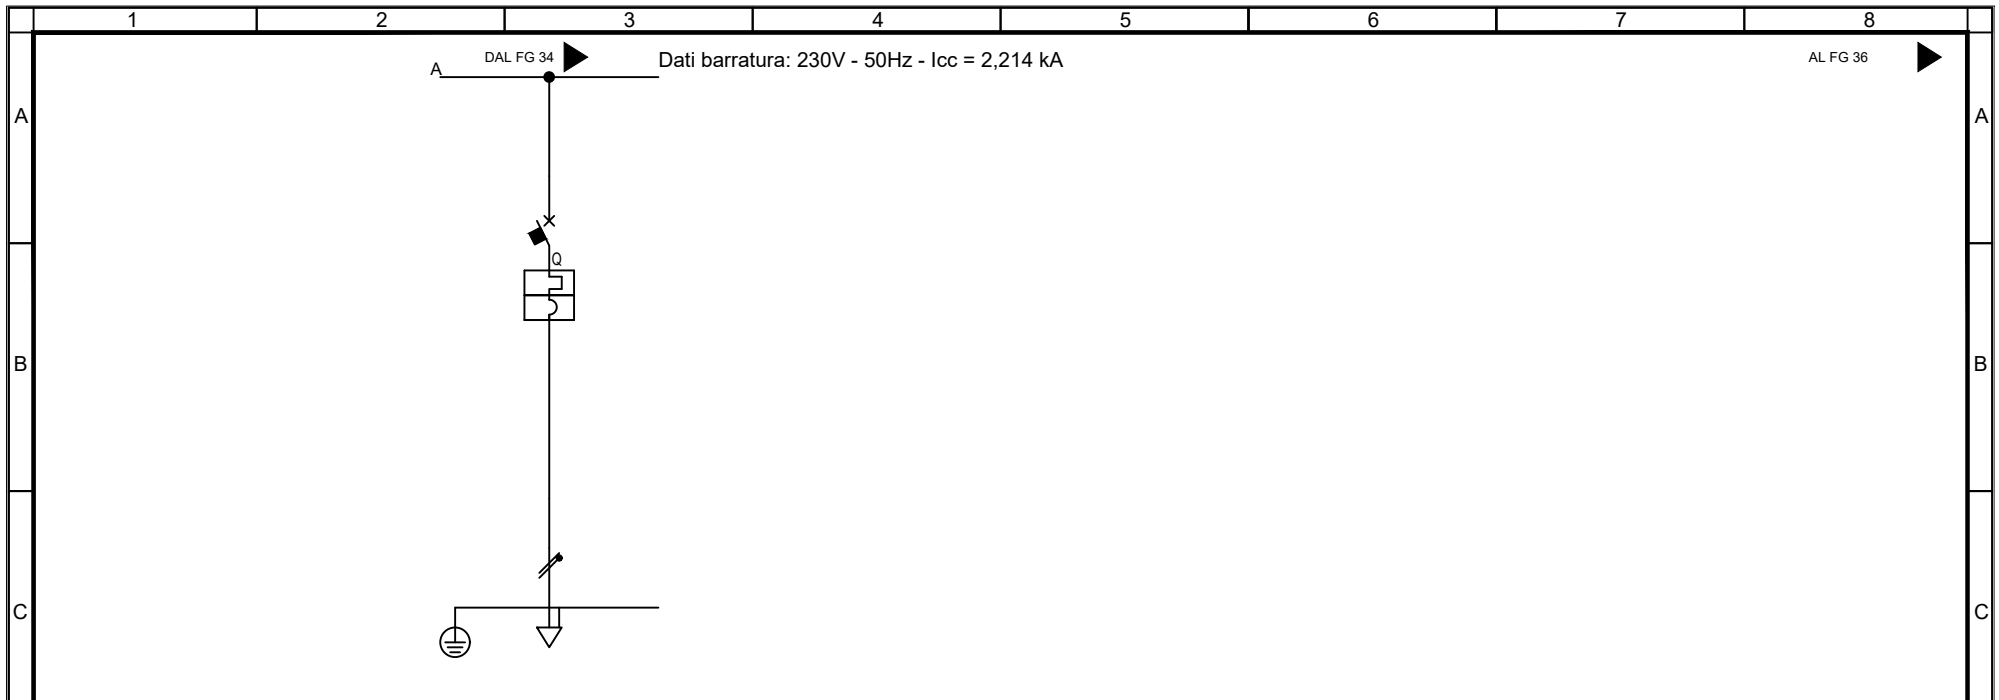 1 2 3 4 5 6 7 8
DAL FG 34 Dati barratura: 230V - 50Hz - Icc = 2,214 kA AL FG 36
A
A A
Q
B B
C C